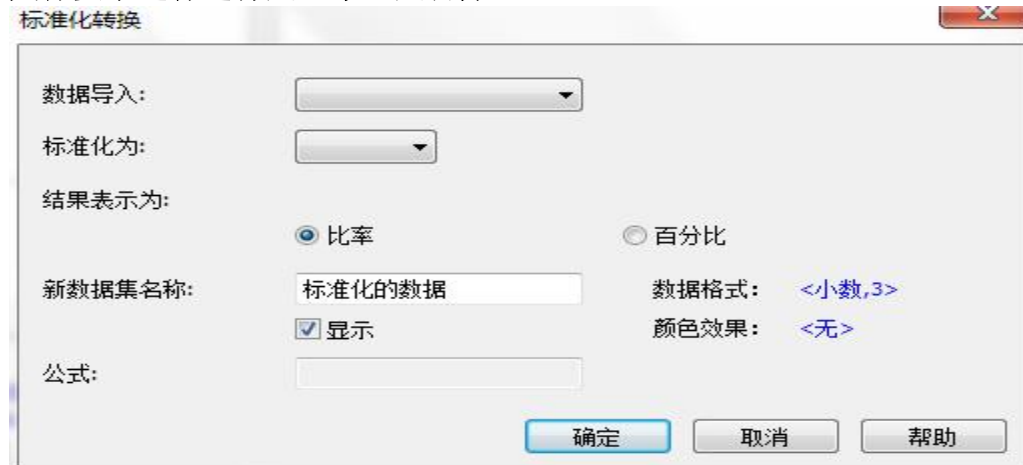 标准化转换
数据导入:
标准化为:
结果表示为:
比率 百分比
新数据集名称: 标准化的数据 数据格式: <小数,3>
显示 颜色效果: <无>
公式:
确定 取消 帮助